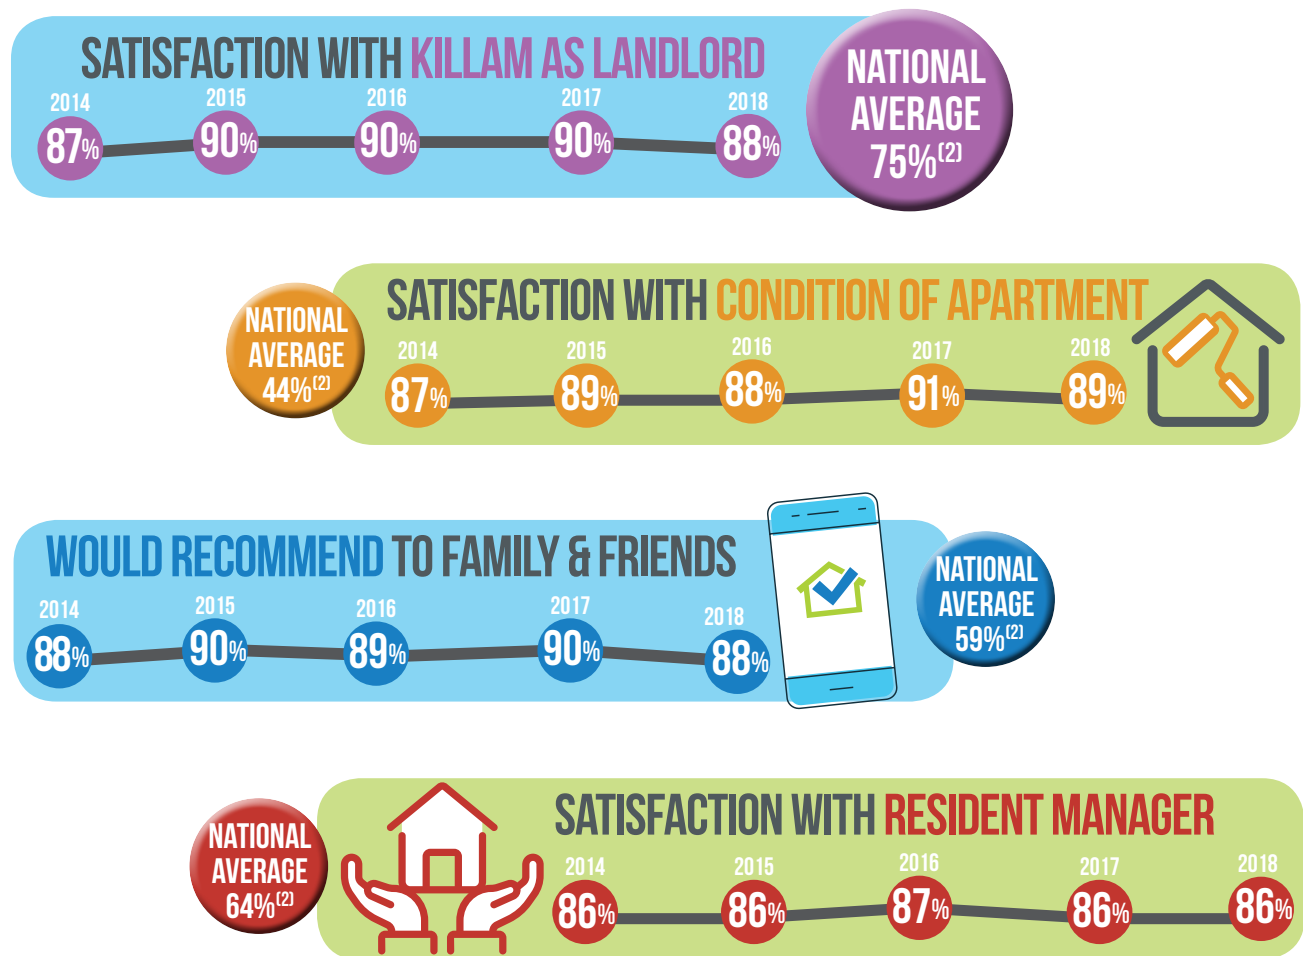 SATISFACTION WITH KILLAM AS LANDLORD
2014 2015 2016 2017 2018
87% 90% 90% 90% 88%
NATIONAL
AVERAGE
75%(2)
SATISFACTION WITH CONDITION OF APARTMENT
NATIONAL
AVERAGE
44%(2)
2014 2015 2016 2017 2018
87% 89% 88% 91% 89%
WOULD RECOMMEND TO FAMILY & FRIENDS
2014 2015 2016 2017 2018
88% 90% 89% 90% 88%
NATIONAL
AVERAGE
59%(2)
SATISFACTION WITH RESIDENT MANAGER
NATIONAL
AVERAGE
64%(2)
2014 2015 2016 2017 2018
86% 86% 87% 86% 86%